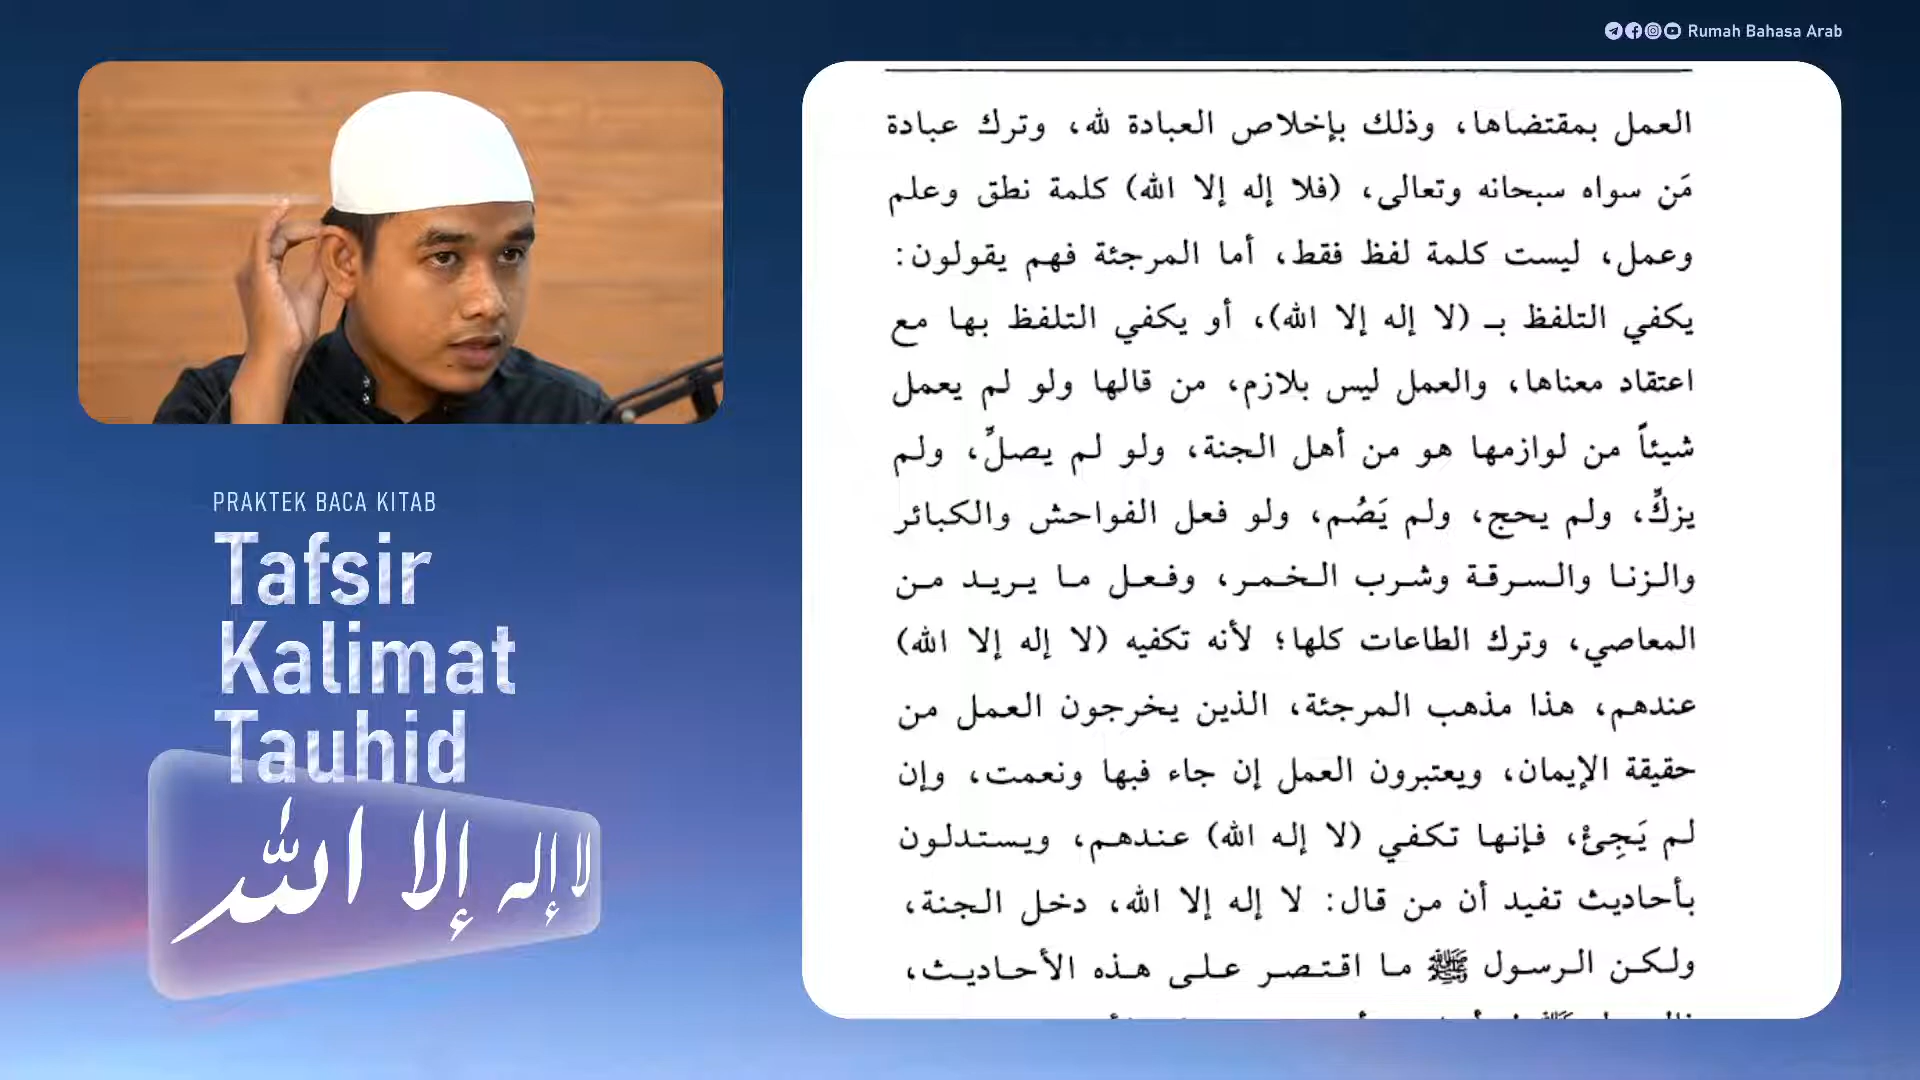 Rumah Bahasa Arab
PRAKTEK BACA KITAB
Tafsir
Kalimat
Tauhid
لا إله إلا الله
العمل بمقتضاها، وذلك بإخلاص العبادة لله، وترك عبادة
مَن سواه سبحانه وتعالى، (فلا إله إلا الله) كلمة نطق وعلم
وعمل، ليست كلمة لفظ فقط، أما المرجئة فهم يقولون:
يكفي التلفظ بـ (لا إله إلا الله)، أو يكفي التلفظ بها مع
اعتقاد معناها، والعمل ليس بلازم، من قالها ولو لم يعمل
شيئاً من لوازمها هو من أهل الجنة، ولو لم يصلِّ، ولم
يزكِّ، ولم يحج، ولم يَصُم، ولو فعل الفواحش والكبائر
والزنا والسرقة وشرب الخمر، وفعل ما يريد من
المعاصي، وترك الطاعات كلها؛ لأنه تكفيه (لا إله إلا الله)
عندهم، هذا مذهب المرجئة، الذين يخرجون العمل من
حقيقة الإيمان، ويعتبرون العمل إن جاء فبها ونعمت، وإن
لم يَجِئْ، فإنها تكفي (لا إله الله) عندهم، ويستدلون
بأحاديث تفيد أن من قال: لا إله إلا الله، دخل الجنة،
ولكن الرسول ﷺ ما اقتصر على هذه الأحاديث،